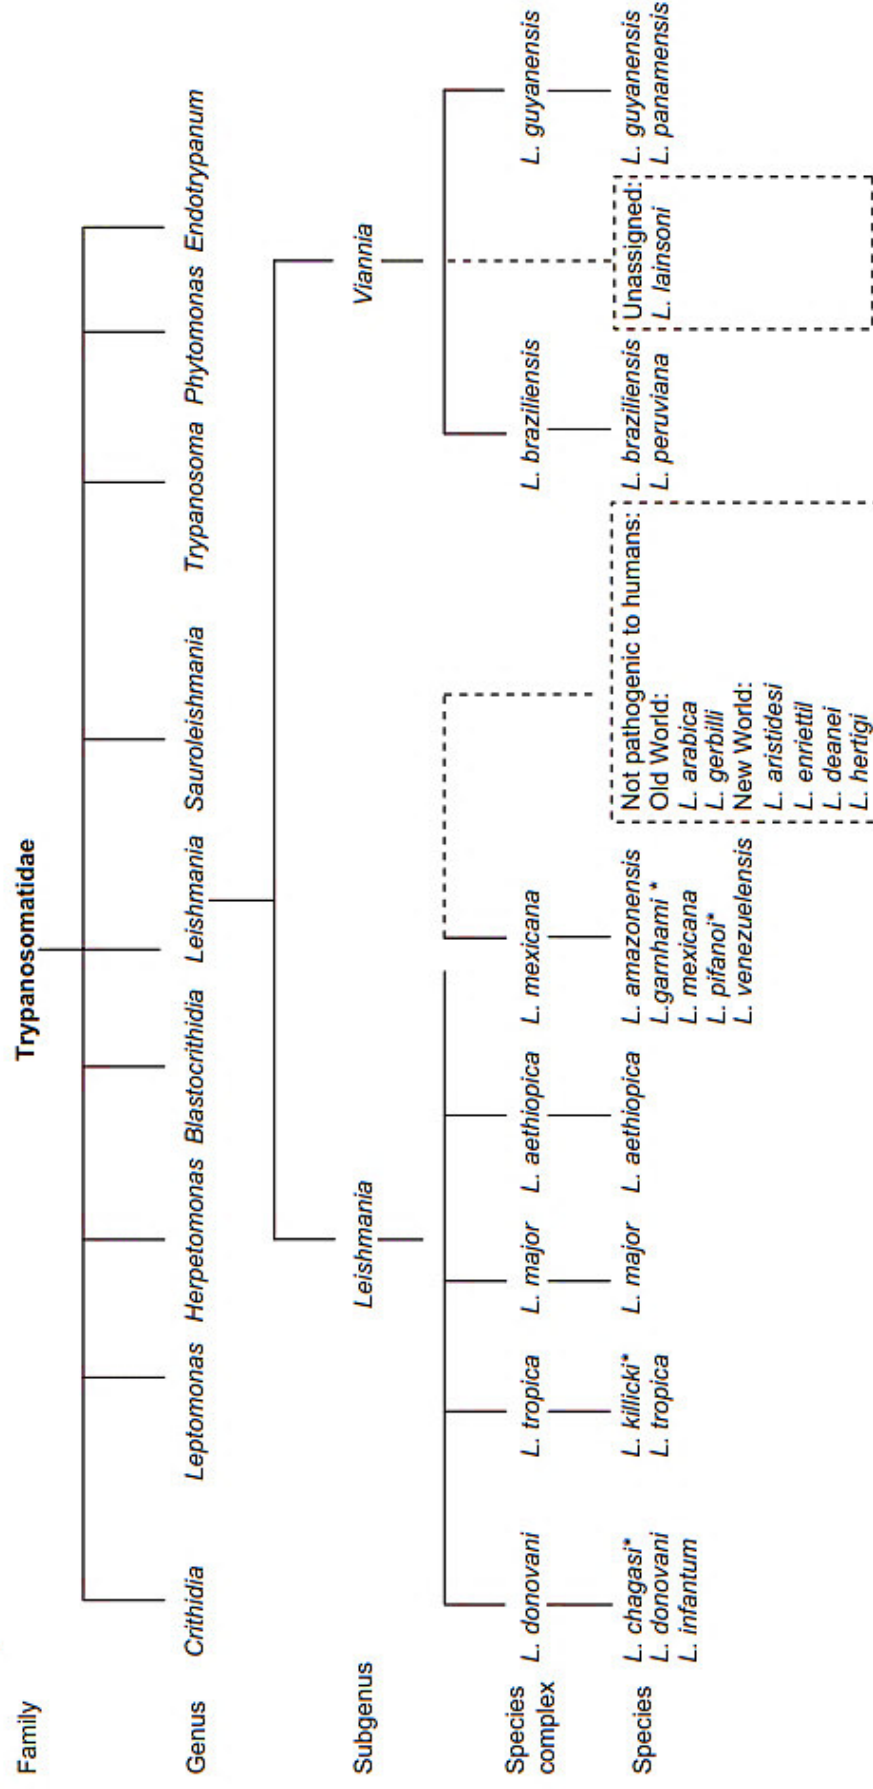 Family
Trypanosomatidae
Genus
Crithidia
Leptomonas
Herpetomonas
Blastocrithidia
Leishmania
Sauroleishmania
Trypanosoma
Phytomonas
Endotrypanum
Subgenus
Leishmania
Viannia
Species
complex
L. donovani
L. tropica
L. major
L. aethiopica
L. mexicana
L. braziliensis
L. guyanensis
Species
L. chagasi*
L. donovani
L. infantum
L. killicki*
L. tropica
L. major
L. aethiopica
L. amazonensis
L.garnhami *
L. mexicana
L. pifanoi*
L. venezuelensis
Not pathogenic to humans:
Old World:
L. arabica
L. gerbilli
New World:
L. aristidesi
L. enriettil
L. deanei
L. hertigi
L. braziliensis
L. peruviana
Unassigned:
L. lainsoni
L. guyanensis
L. panamensis